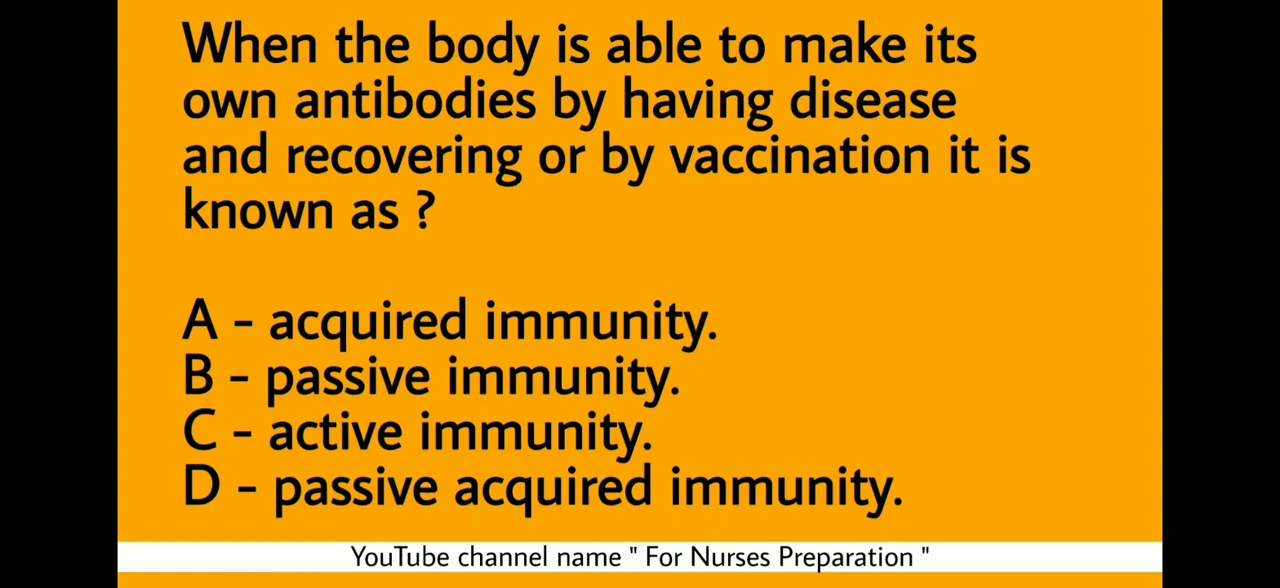 When the body is able to make its
own antibodies by having disease
and recovering or by vaccination it is
known as ?
A - acquired immunity.
B - passive immunity.
C - active immunity.
D - passive acquired immunity.
YouTube channel name " For Nurses Preparation "